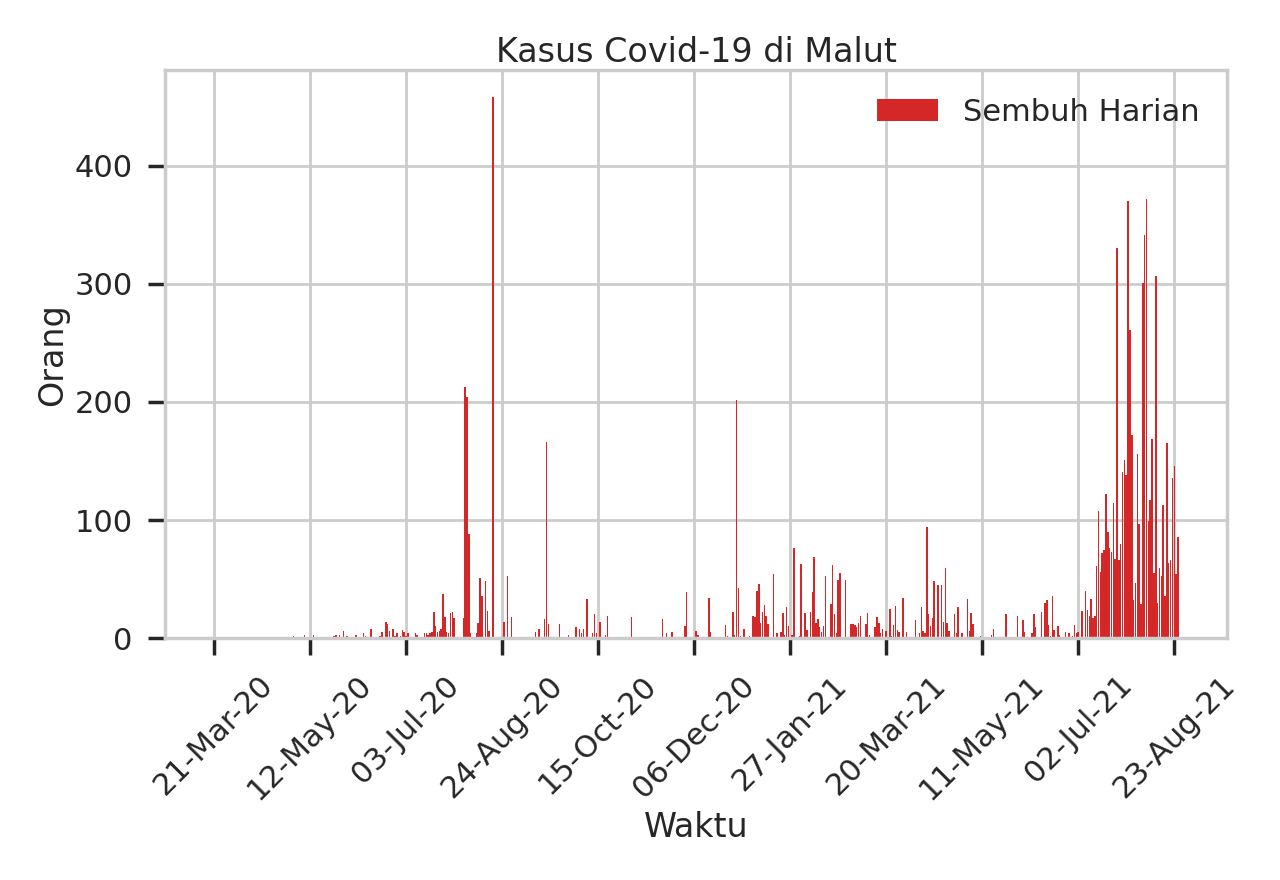 Kasus Covid-19 di Malut
Sembuh Harian
Orang
400
300
200
100
0
21-Mar-20
12-May-20
03-Jul-20
24-Aug-20
15-Oct-20
06-Dec-20
27-Jan-21
20-Mar-21
11-May-21
02-Jul-21
23-Aug-21
Waktu